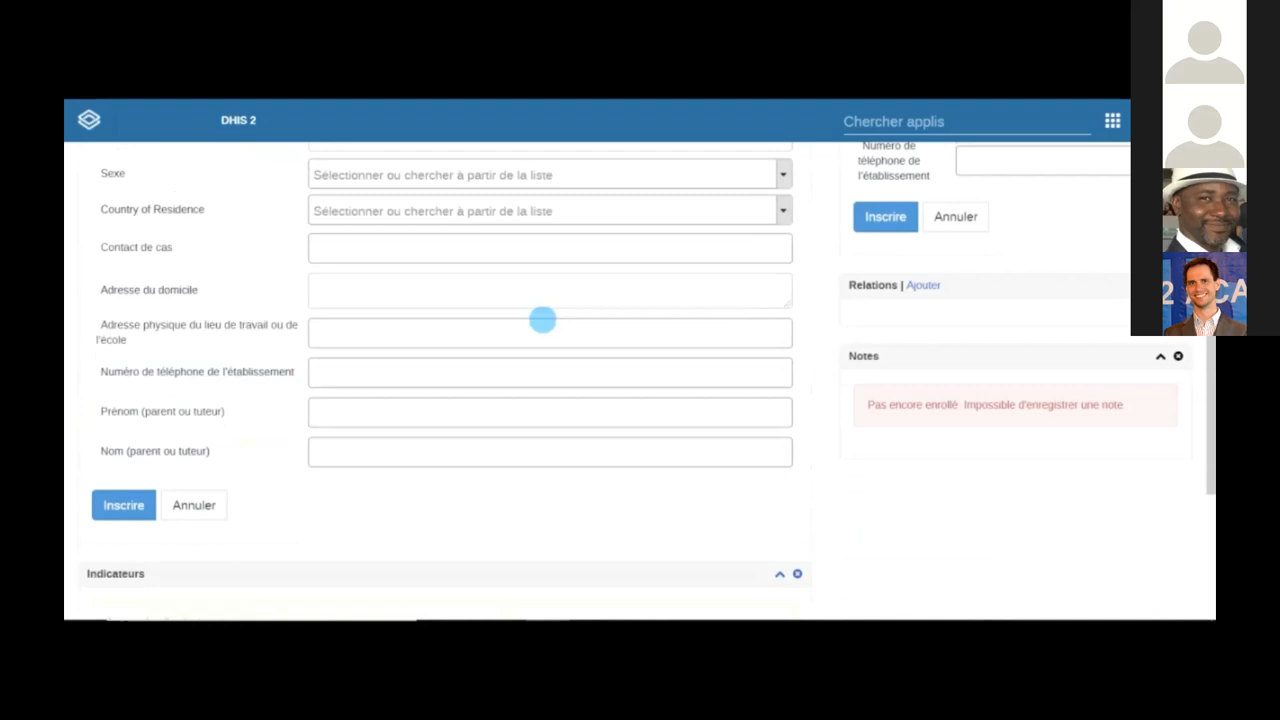 DHIS 2
Chercher applis
Sexe
Sélectionner ou chercher à partir de la liste
Country of Residence
Sélectionner ou chercher à partir de la liste
Contact de cas
Adresse du domicile
Adresse physique du lieu de travail ou de
l'école
Numéro de téléphone de l'établissement
Prénom (parent ou tuteur)
Nom (parent ou tuteur)
Inscrire
Annuler
Indicateurs
Numéro de
téléphone de
l'établissement
Inscrire
Annuler
Relations | Ajouter
Notes
Pas encore enrollé Impossible d'enregistrer une note
2
CA